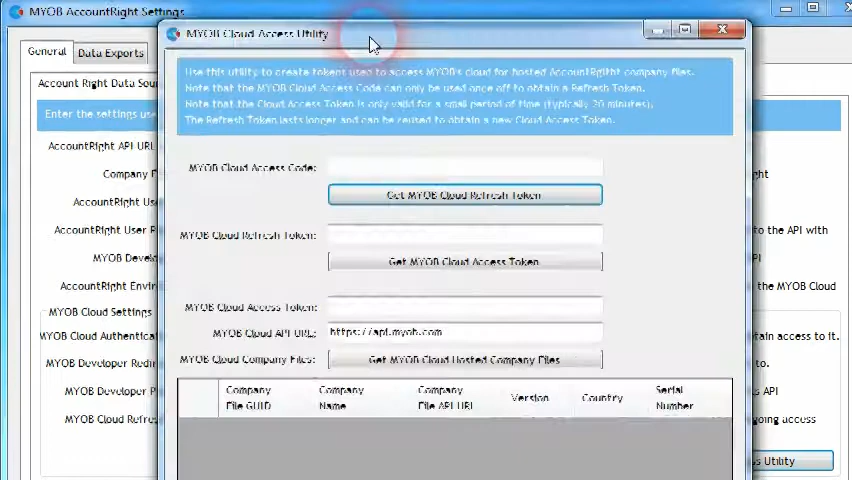 MYOB AccountRight Settings
MYOB Cloud Access Utility
General
Data Exports
Account Right Data Sour
Use this utility to create tokens used to access MYOB's cloud for hosted AccountRigtht company files.
Note that the MYOB Cloud Access Code can only be used once off to obtain a Refresh Token.
Note that the Cloud Access Token is only valid for a small period of time (typically 20 minutes).
The Refresh Token lasts longer and can be reused to obtain a new Cloud Access Token.
Enter the settings use
AccountRight API URL
MYOB Cloud Access Code:
Company F
ght
Get MYOB Cloud Refresh Token
AccountRight Use
AccountRight User P
MYOB Cloud Refresh Token:
to the API with
MYOB Develo
Get MYOB Cloud Access Token
PI
AccountRight Enviro
the MYOB Cloud
MYOB Cloud Settings
MYOB Cloud Access Token:
MYOB Cloud Authenticat
MYOB Cloud API URL:
https://api.myob.com
tain access to it.
MYOB Developer Redir
MYOB Cloud Company Files:
Get MYOB Cloud Hosted Company Files
to.
MYOB Developer P
s API
MYOB Cloud Refres
going access
Company File GUID
Company Name
Company File API URL
Version
Country
Serial Number
ss Utility